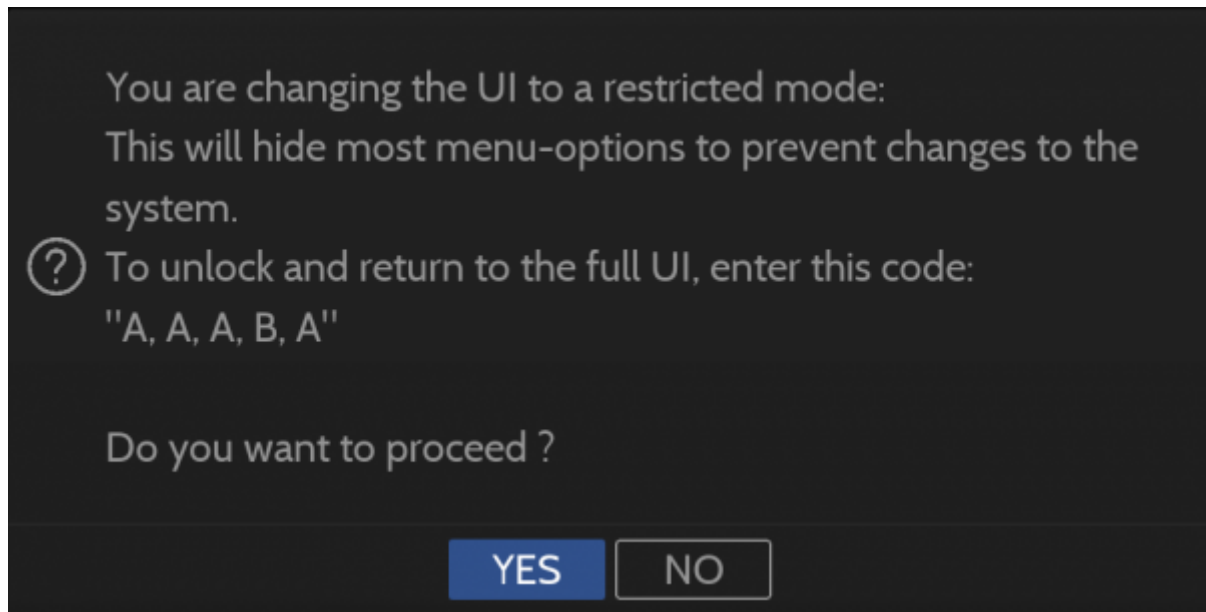 You are changing the UI to a restricted mode:
This will hide most menu-options to prevent changes to the
system.
? To unlock and return to the full UI, enter this code:
"A, A, A, B, A"
Do you want to proceed ?
YES NO